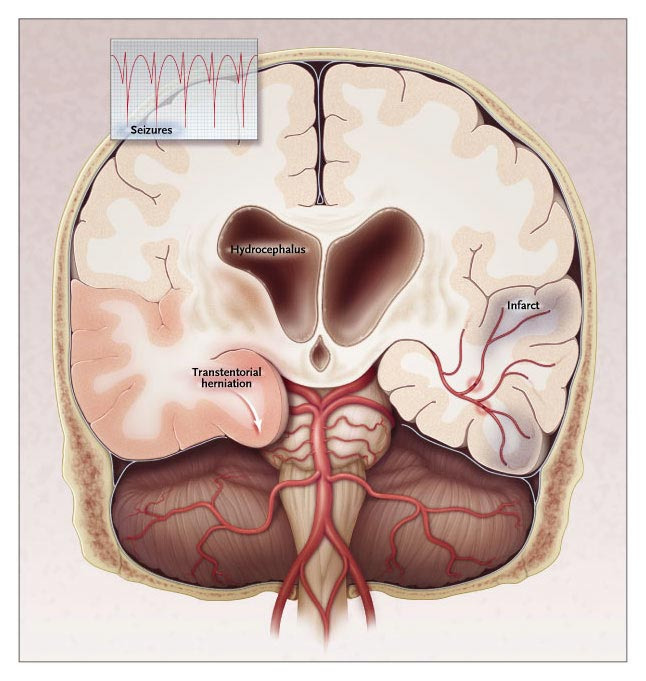 Seizures
Hydrocephalus
Infarct
Transtentorial
herniation